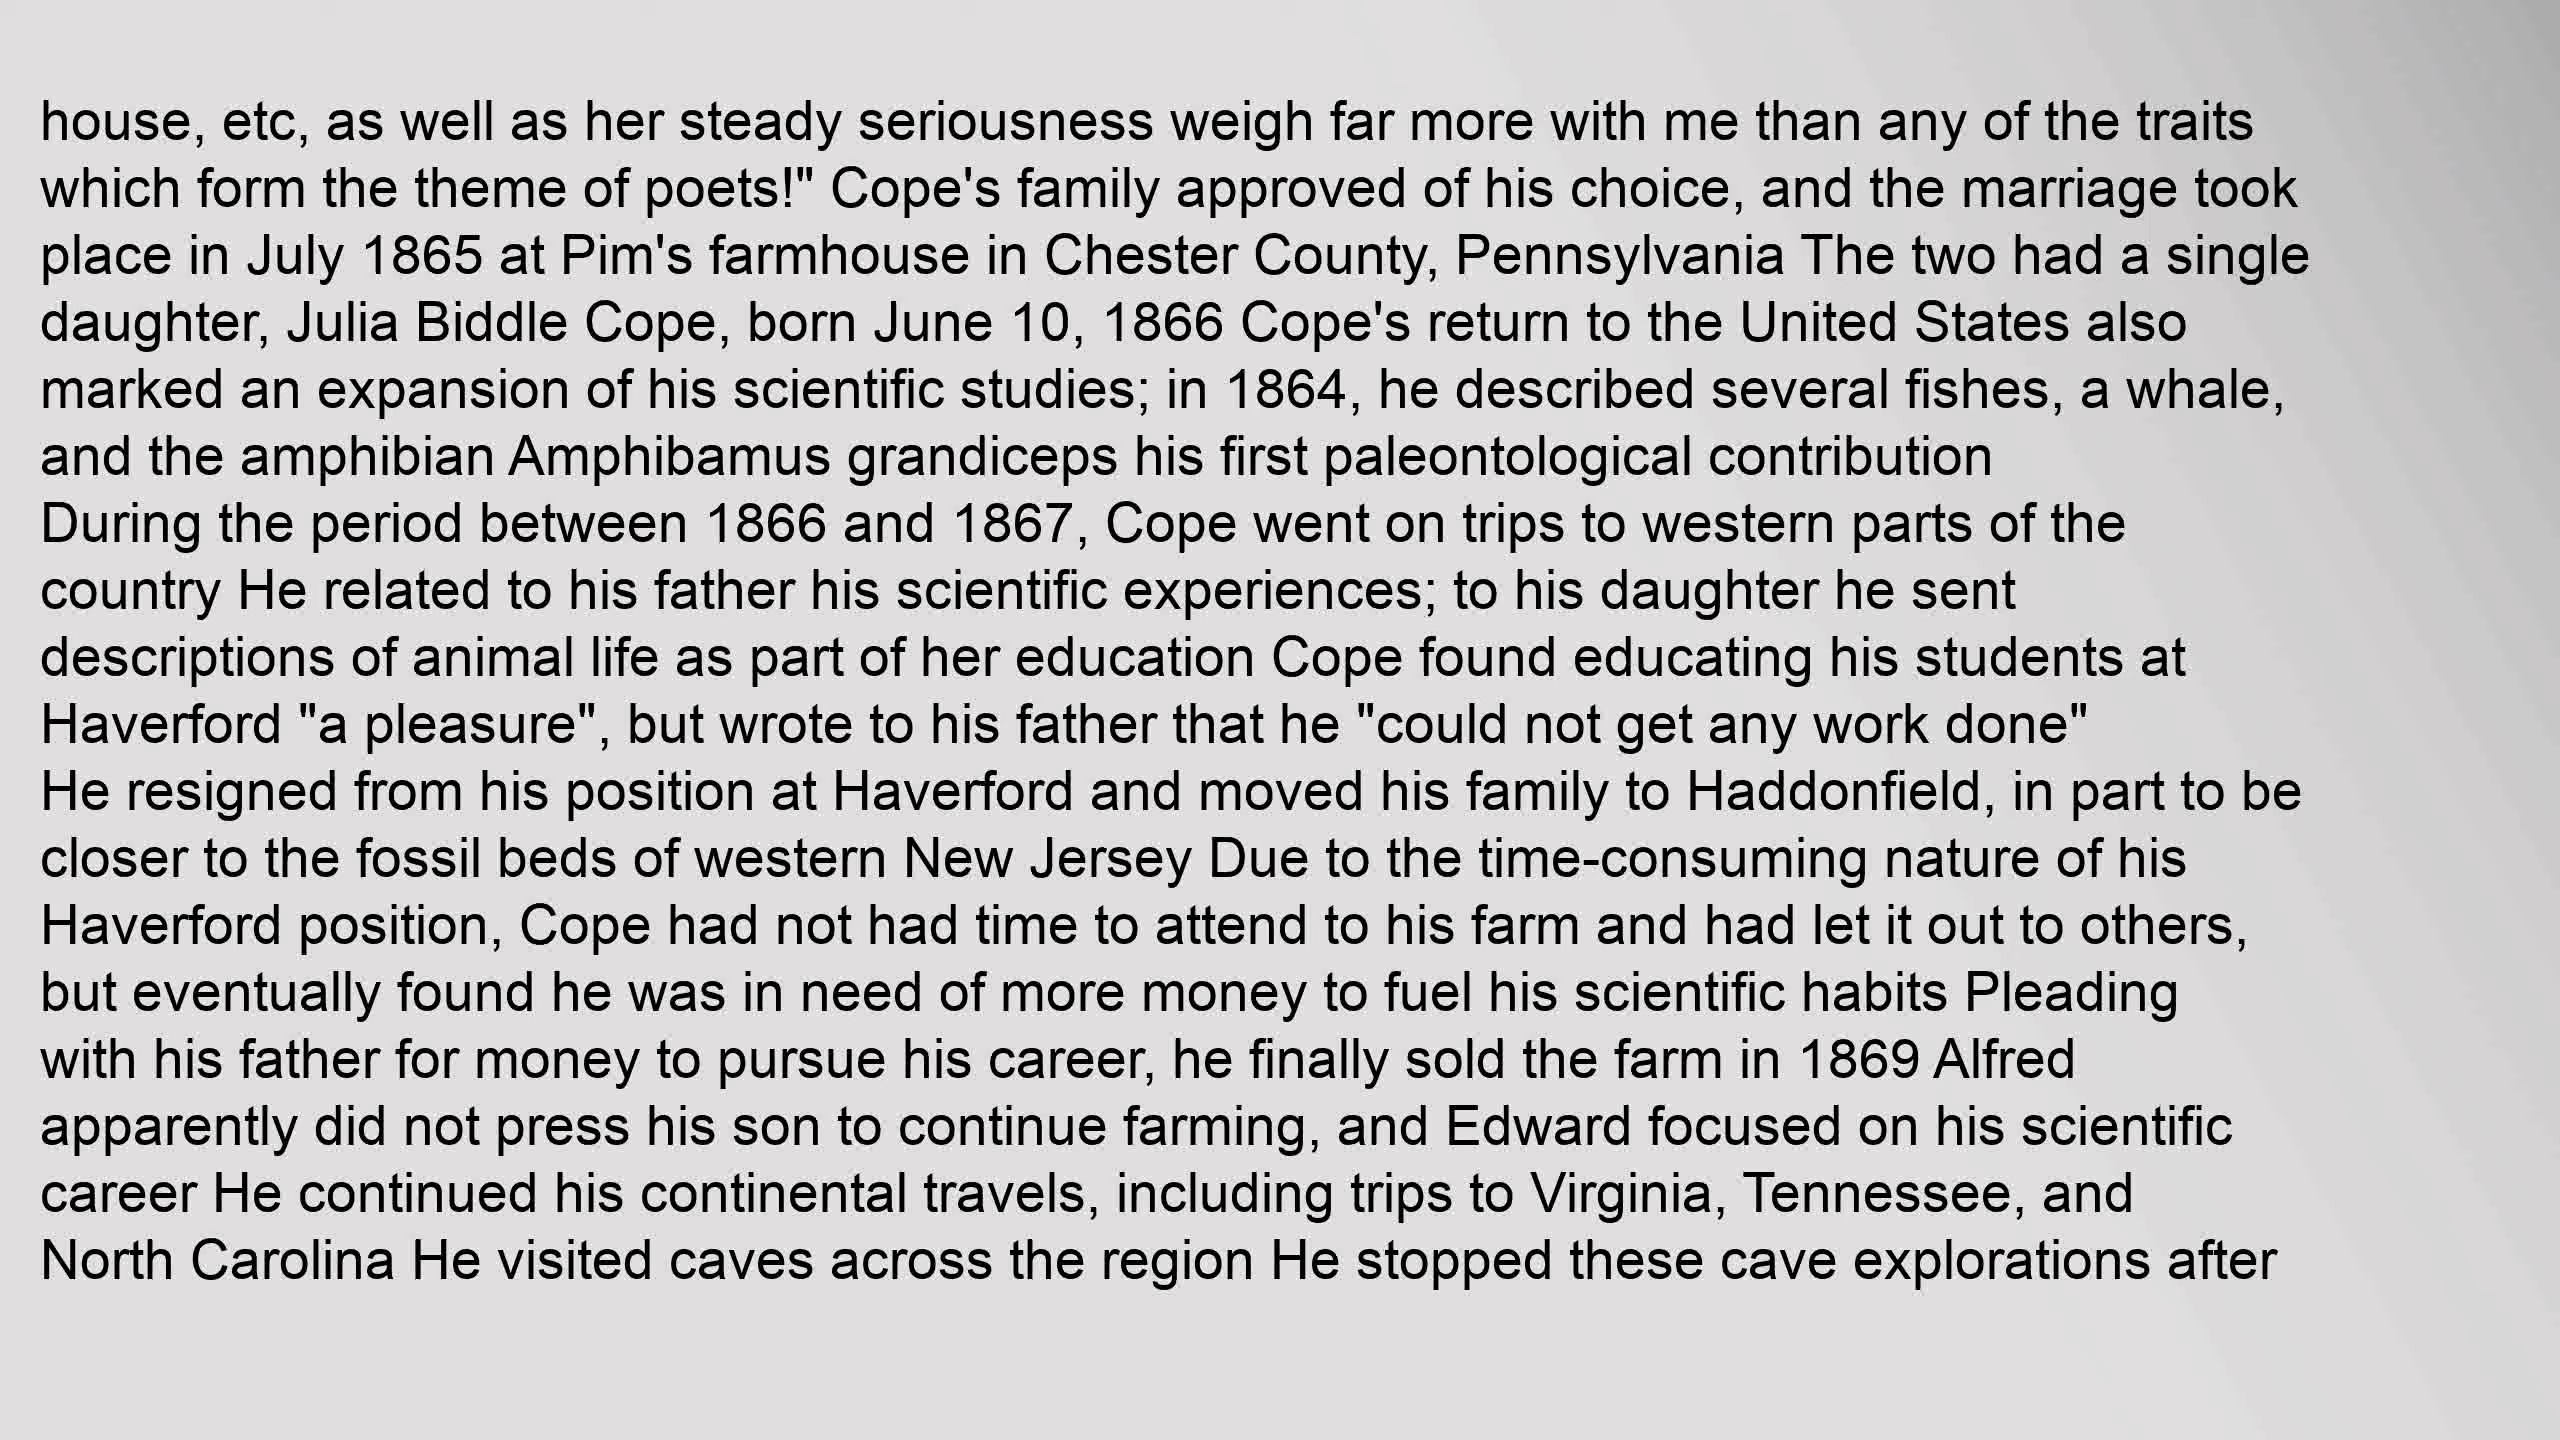 house, etc, as well as her steady seriousness weigh far more with me than any of the traits
which form the theme of poets!" Cope's family approved of his choice, and the marriage took
place in July 1865 at Pim's farmhouse in Chester County, Pennsylvania The two had a single
daughter, Julia Biddle Cope, born June 10, 1866 Cope's return to the United States also
marked an expansion of his scientific studies; in 1864, he described several fishes, a whale,
and the amphibian Amphibamus grandiceps his first paleontological contribution
During the period between 1866 and 1867, Cope went on trips to western parts of the
country He related to his father his scientific experiences; to his daughter he sent
descriptions of animal life as part of her education Cope found educating his students at
Haverford "a pleasure", but wrote to his father that he "could not get any work done"
He resigned from his position at Haverford and moved his family to Haddonfield, in part to be
closer to the fossil beds of western New Jersey Due to the time-consuming nature of his
Haverford position, Cope had not had time to attend to his farm and had let it out to others,
but eventually found he was in need of more money to fuel his scientific habits Pleading
with his father for money to pursue his career, he finally sold the farm in 1869 Alfred
apparently did not press his son to continue farming, and Edward focused on his scientific
career He continued his continental travels, including trips to Virginia, Tennessee, and
North Carolina He visited caves across the region He stopped these cave explorations after